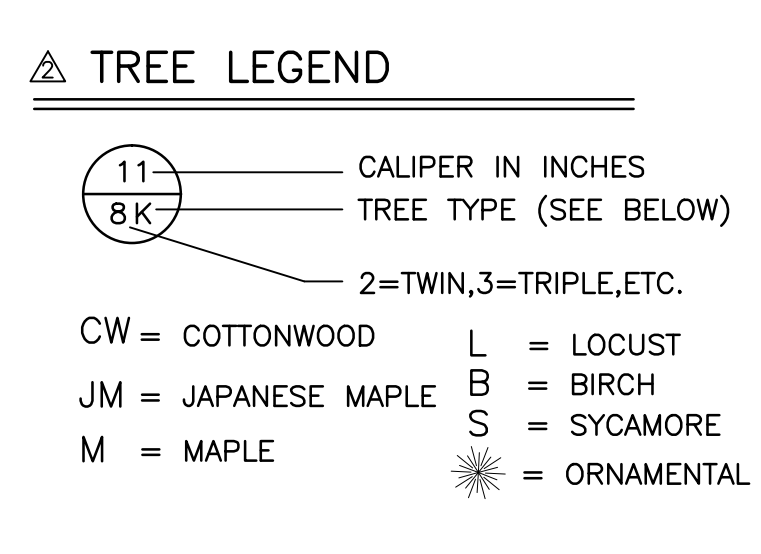 2 TREE LEGEND
11 CALIPER IN INCHES
8K TREE TYPE (SEE BELOW)
2=TWIN,3=TRIPLE,ETC.
CW = COTTONWOOD
JM = JAPANESE MAPLE
M = MAPLE
L = LOCUST
B = BIRCH
S = SYCAMORE
= ORNAMENTAL